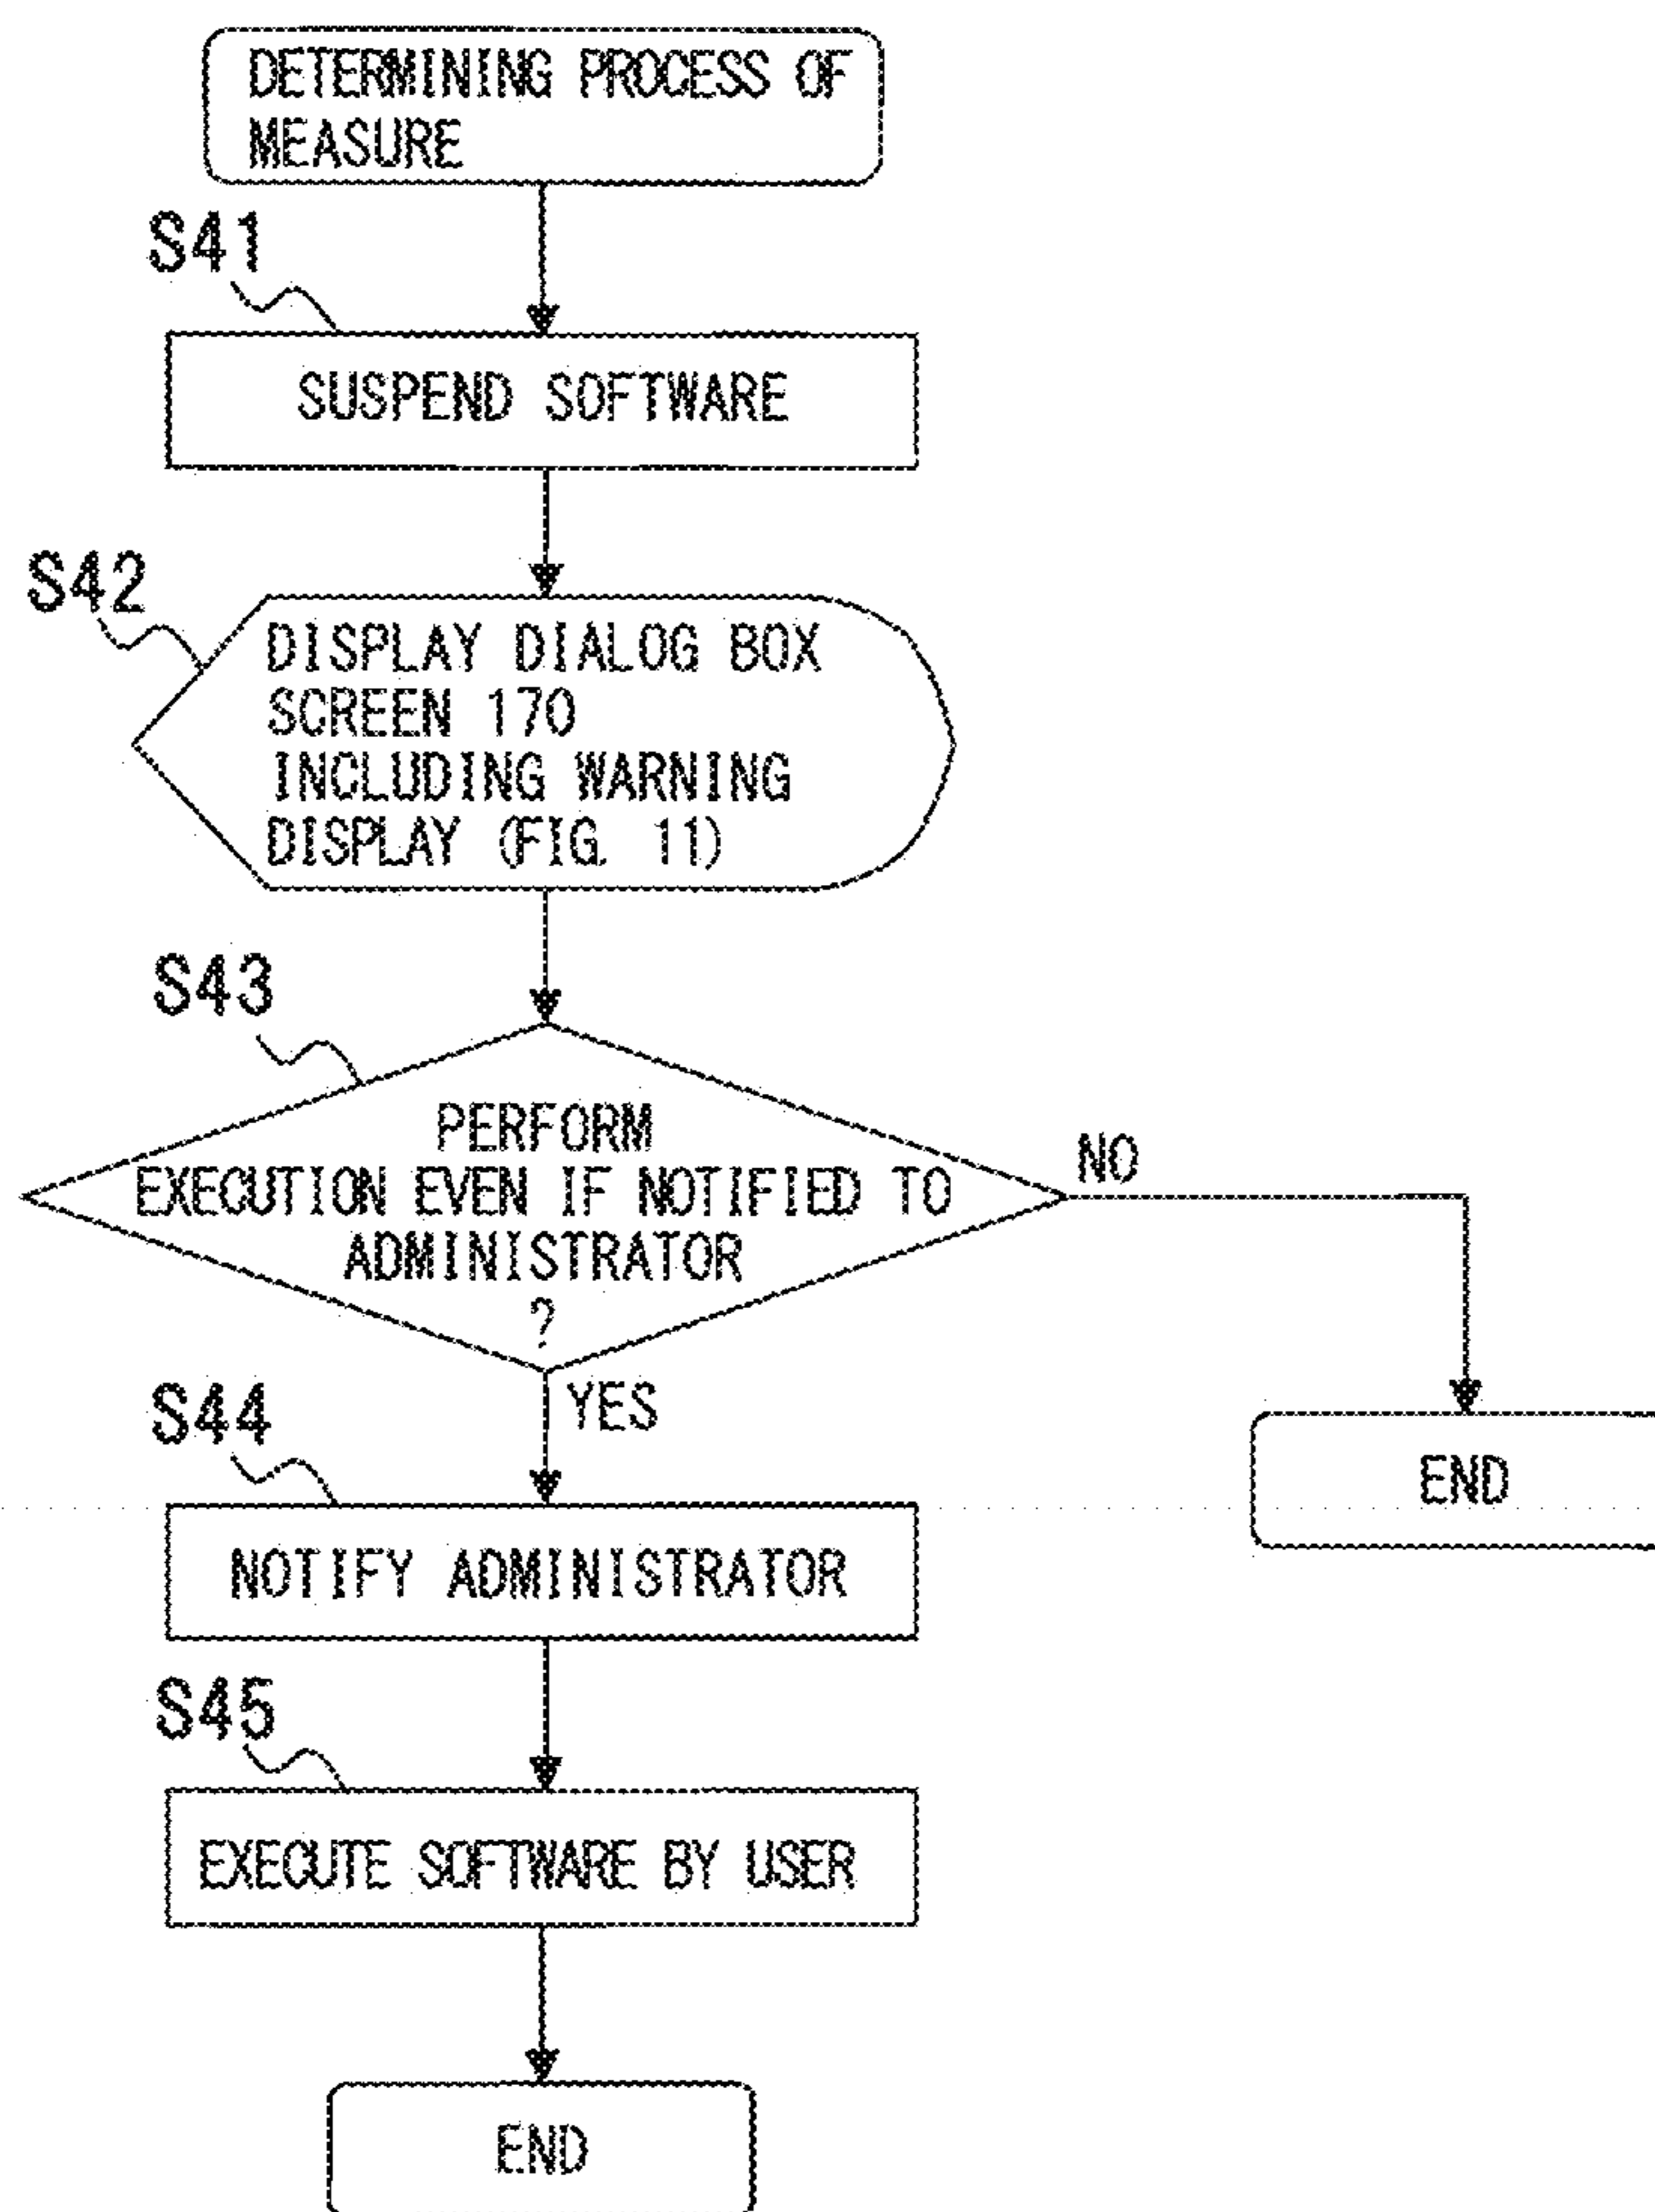 DETERMINING PROCESS OF
MEASURE
S41
SUSPEND SOFTWARE
S42
DISPLAY DIALOG BOX
SCREEN 170
INCLUDING WARNING
DISPLAY (FIG. 11)
S43
PERFORM
EXECUTION EVEN IF NOTIFIED TO
ADMINISTRATOR
?
NO
YES
END
S44
NOTIFY ADMINISTRATOR
S45
EXECUTE SOFTWARE BY USER
END